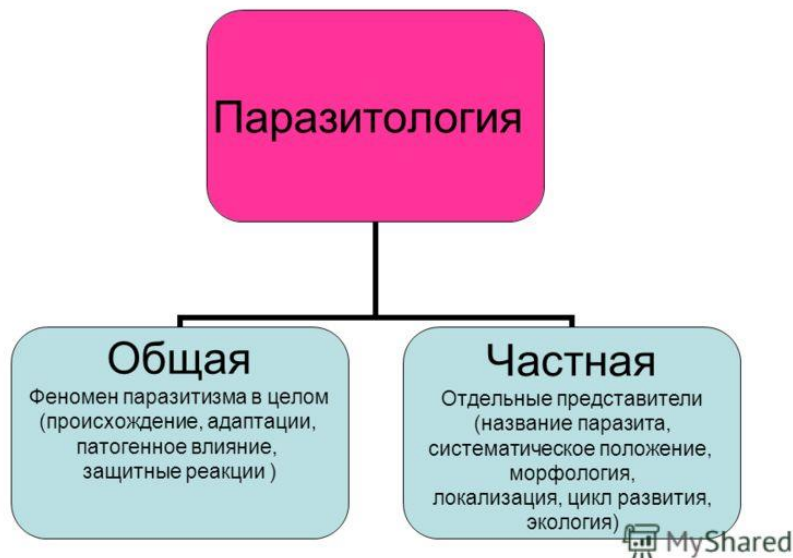 Паразитология
Общая
Феномен паразитизма в целом
(происхождение, адаптации,
патогенное влияние,
защитные реакции )
Частная
Отдельные представители
(название паразита,
систематическое положение,
морфология,
локализация, цикл развития,
экология)
MyShared